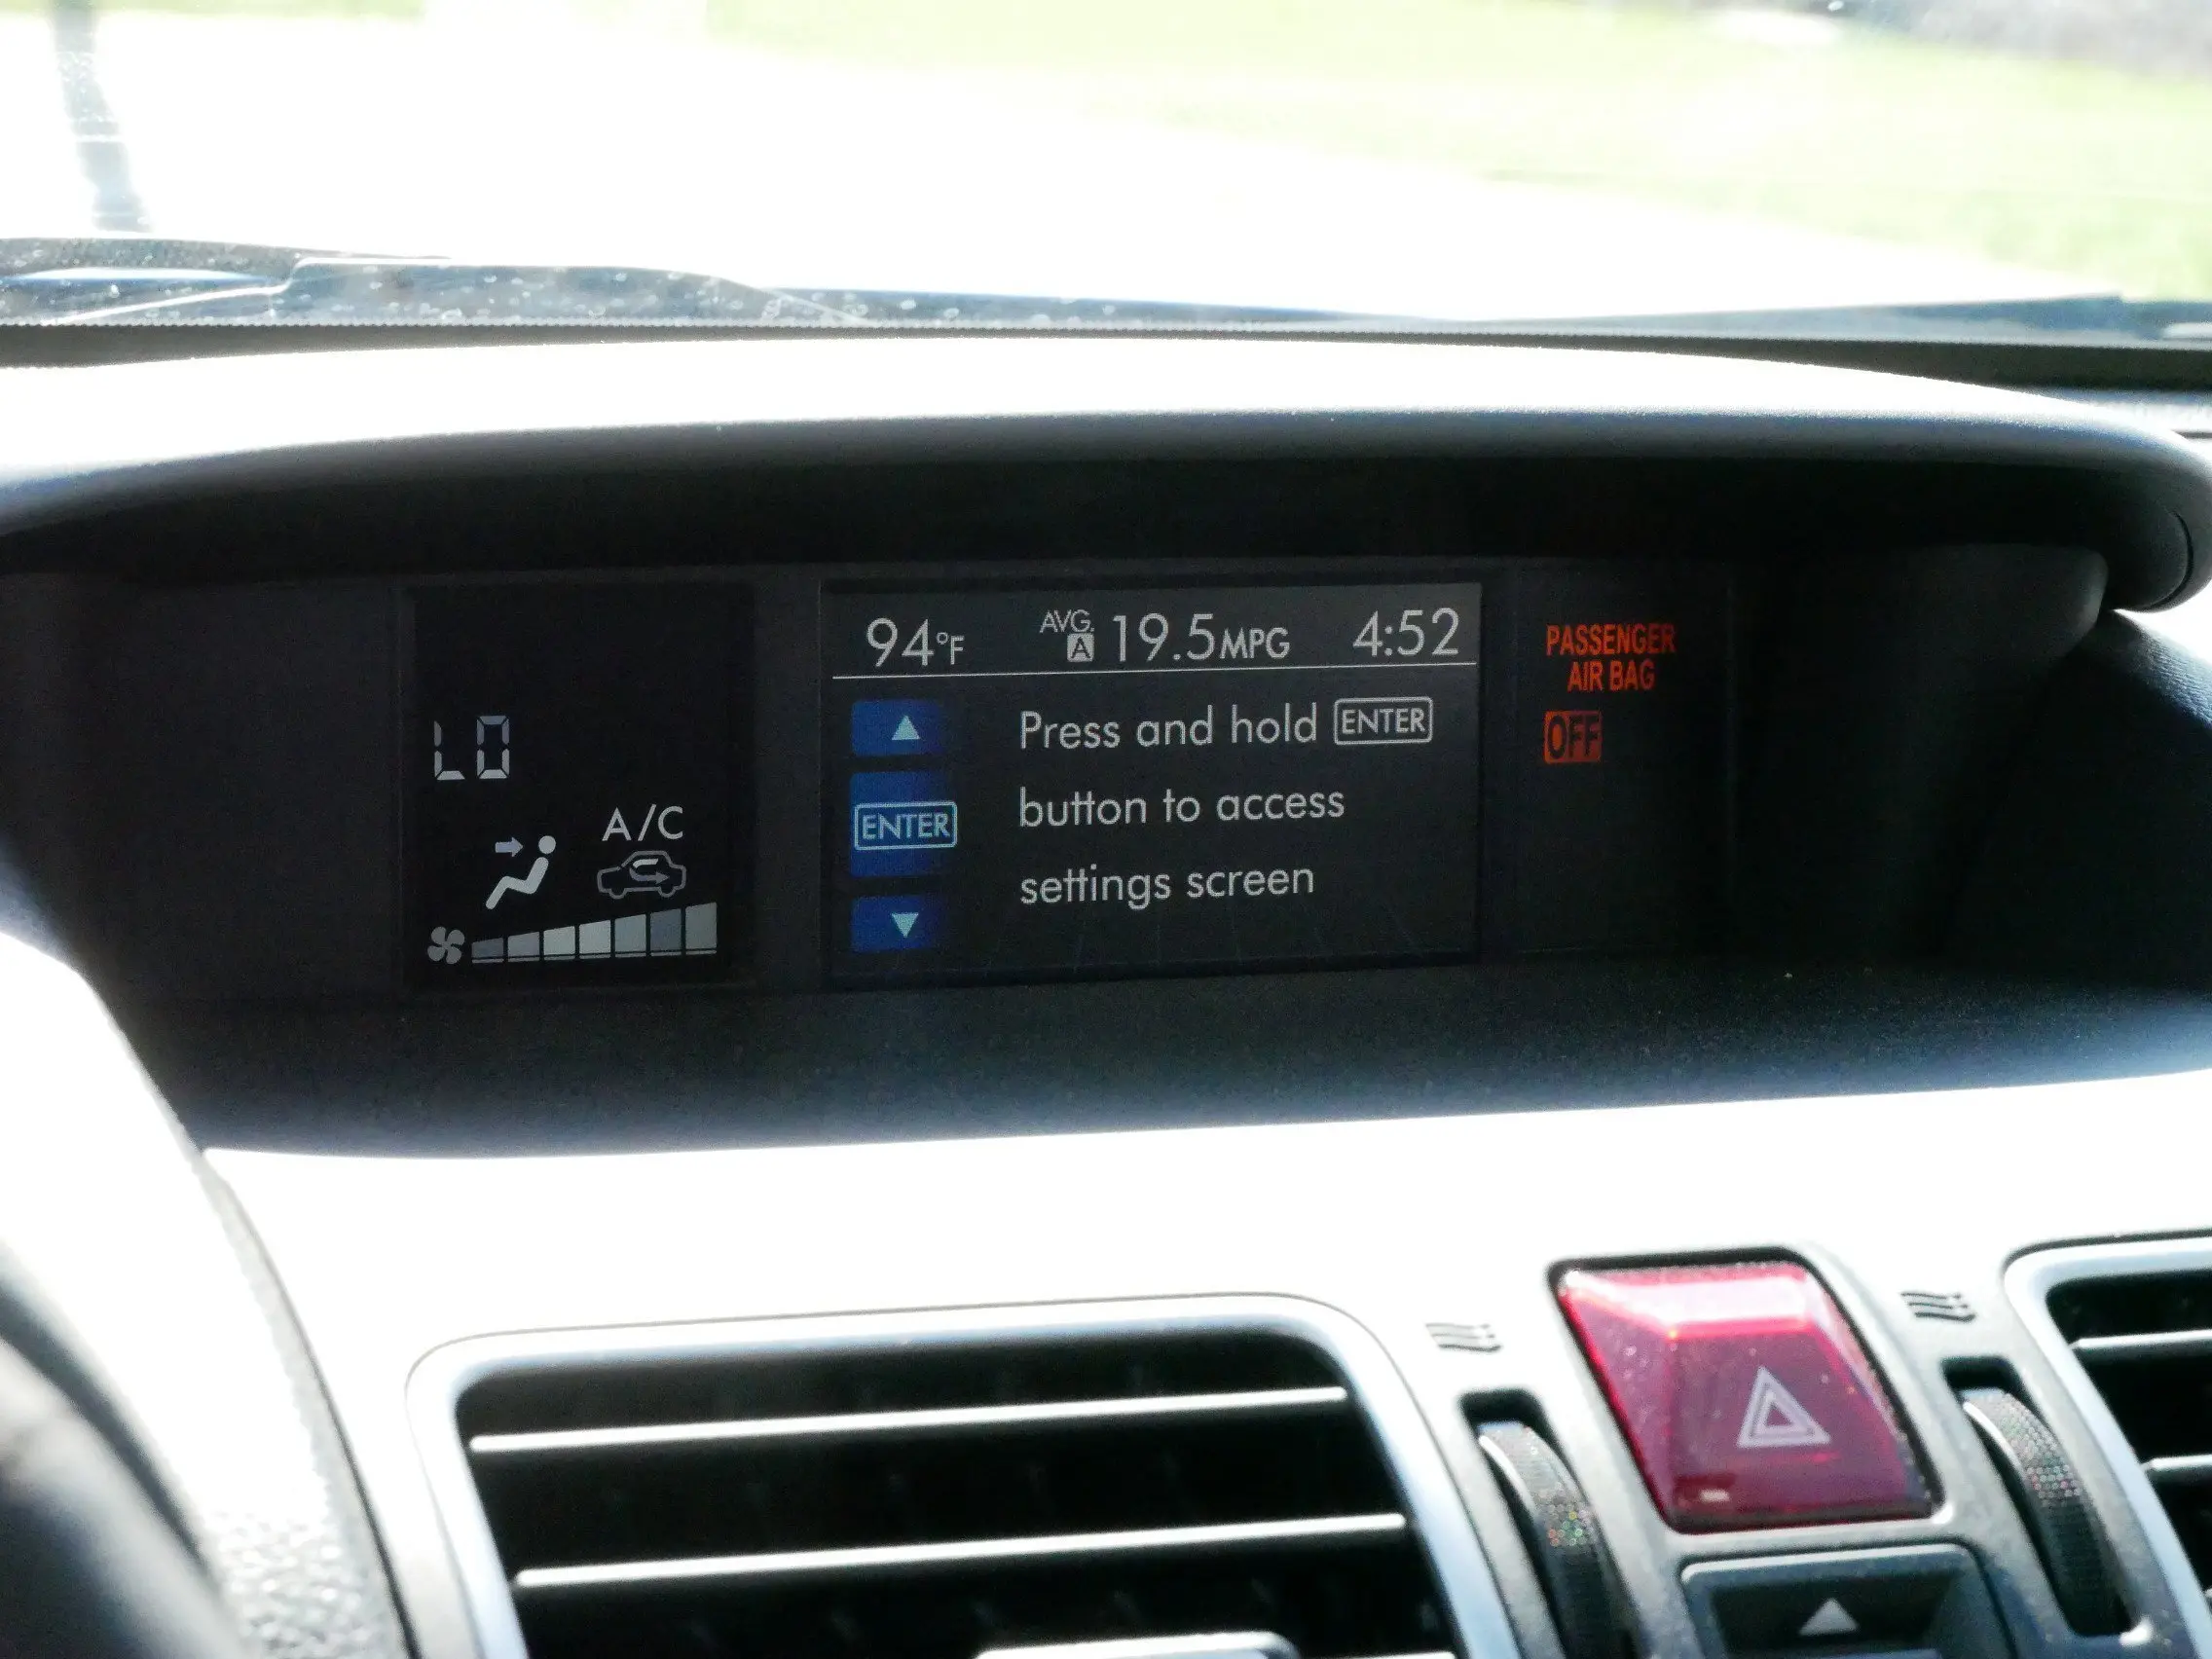 94°F AVG. A 19.5MPG 4:52
Press and hold ENTER
button to access
settings screen
ENTER
LO
A/C
PASSENGER
AIR BAG
OFF